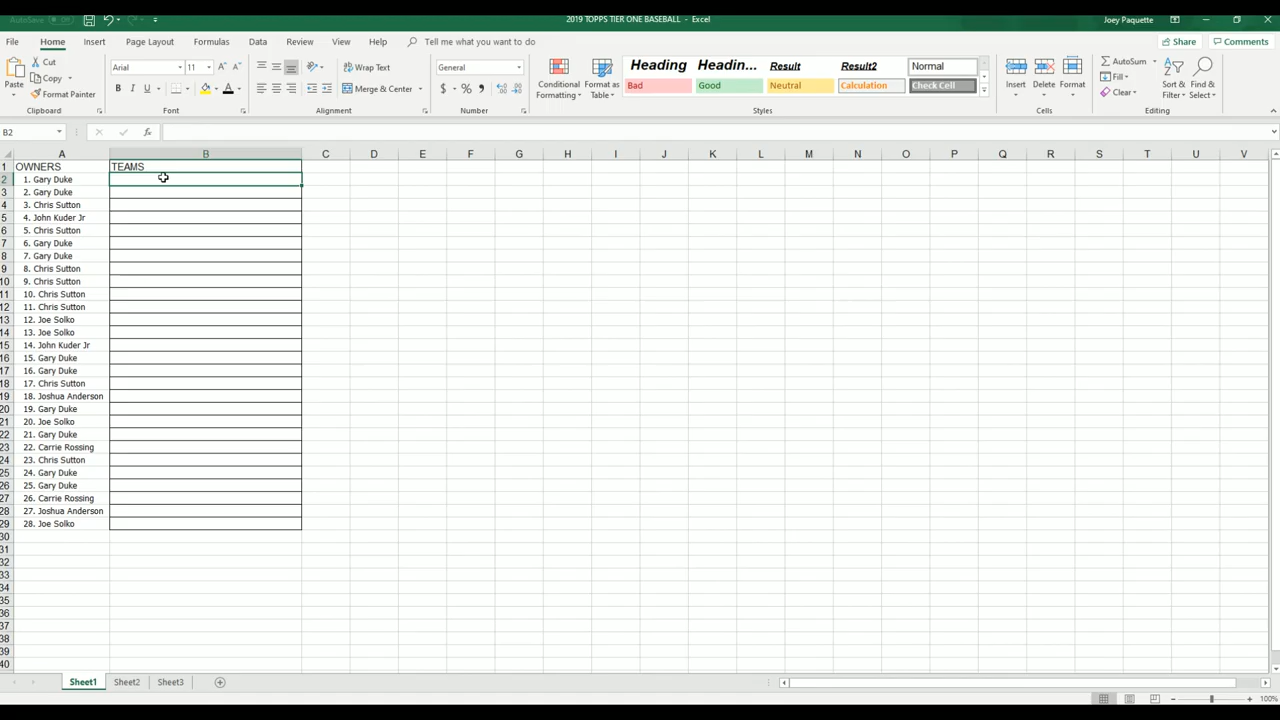 AutoSave Off
2019 TOPPS TIER ONE BASEBALL - Excel
Joey Paquette
File Home Insert Page Layout Formulas Data Review View Help Tell me what you want to do
Share Comments
Paste
Cut
Copy
Format Painter
Clipboard
Arial 11
B I U
Font
Wrap Text
Merge & Center
Alignment
General
$ % ,
Number
Conditional Formatting
Format as Table
Heading Headin... Result Result2 Normal
Bad Good Neutral Calculation Check Cell
Styles
Insert Delete Format
Cells
AutoSum
Fill
Clear
Sort & Filter
Find & Select
Editing
B2
fx
A B C D E F G H I J K L M N O P Q R S T U V
1 OWNERS TEAMS
2 1. Gary Duke
3 2. Gary Duke
4 3. Chris Sutton
5 4. John Kuder Jr
6 5. Chris Sutton
7 6. Gary Duke
8 7. Gary Duke
9 8. Chris Sutton
10 9. Chris Sutton
11 10. Chris Sutton
12 11. Chris Sutton
13 12. Joe Solko
14 13. Joe Solko
15 14. John Kuder Jr
16 15. Gary Duke
17 16. Gary Duke
18 17. Chris Sutton
19 18. Joshua Anderson
20 19. Gary Duke
21 20. Joe Solko
22 21. Gary Duke
23 22. Carrie Rossing
24 23. Chris Sutton
25 24. Gary Duke
26 25. Gary Duke
27 26. Carrie Rossing
28 27. Joshua Anderson
29 28. Joe Solko
30
31
32
33
34
35
36
37
38
39
40
Sheet1 Sheet2 Sheet3
100%